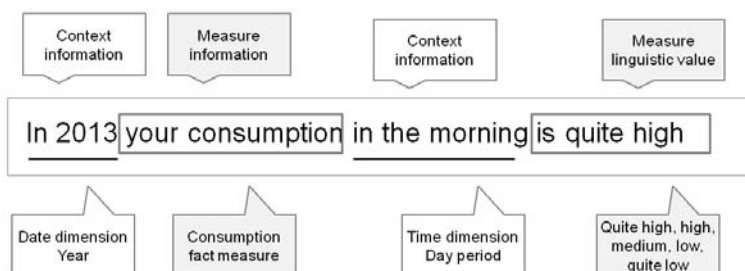 Context
information
Measure
information
Context
information
Measure
linguistic value
In 2013 your consumption in the morning is quite high
Date dimension
Year
Consumption
fact measure
Time dimension
Day period
Quite high, high,
medium, low,
quite low